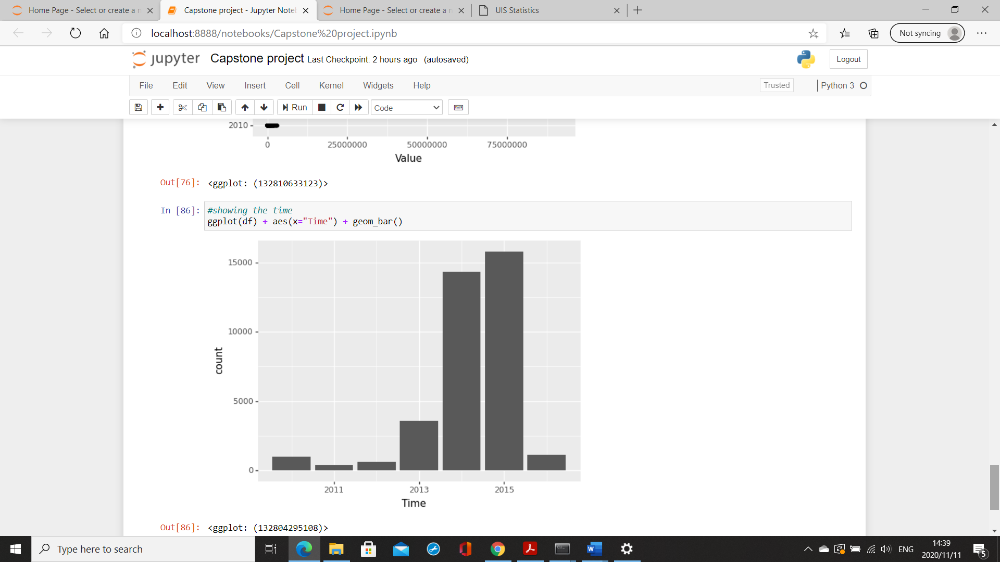 Home Page - Select or create a n
Capstone project - Jupyter Note
Home Page - Select or create a n
UIS Statistics
localhost:8888/notebooks/Capstone%20project.ipynb
Not syncing
jupyter Capstone project Last Checkpoint: 2 hours ago (autosaved)
Logout
File Edit View Insert Cell Kernel Widgets Help
Trusted
Python 3
Run
Code
2010
0 25000000 50000000 75000000
Value
Out[76]: <ggplot: (132810633123)>
In [86]: #showing the time
ggplot(df) + aes(x="Time") + geom_bar()
15000
10000
5000
0
count
2011 2013 2015
Time
Out[86]: <ggplot: (132804295108)>
Type here to search
ENG
14:39
2020/11/11
5